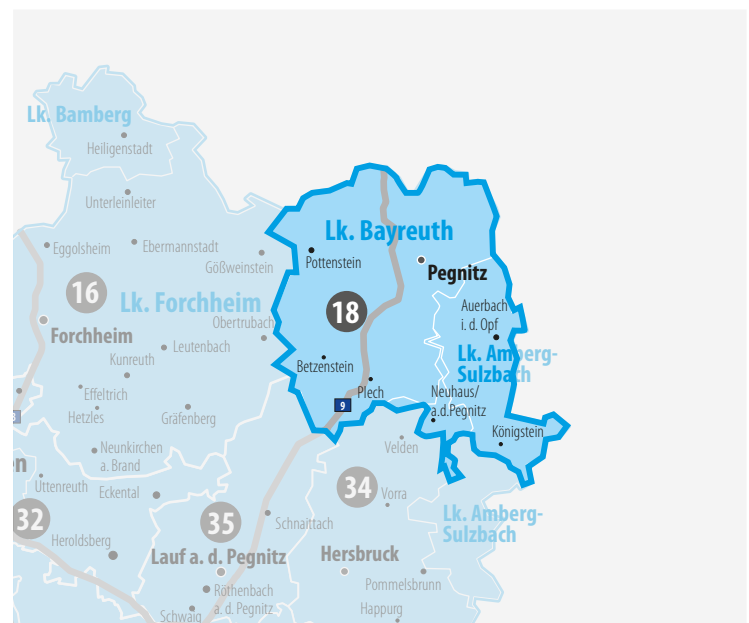 Lk. Bamberg
Heiligenstadt
Unterleinleiter
Eggolsheim
Ebermannstadt
Gößweinstein
16
Lk. Forchheim
Forchheim
Obertrubach
Leutenbach
Kunreuth
Effeltrich
Hetzles
Gräfenberg
Neunkirchen
a. Brand
Uttenreuth
Eckental
32
Heroldsberg
35
Lauf a. d. Pegnitz
Röthenbach
a. d. Pegnitz
Schwaig
Schnaittach
Lk. Bayreuth
Pottenstein
Pegnitz
18
Auerbach
i. d. Opf
Lk. Amberg-
Sulzbach
Betzenstein
Plech
9
Neuhaus/
a.d.Pegnitz
Königstein
Velden
34
Vorra
Lk. Amberg-
Sulzbach
Hersbruck
Pommelsbrunn
Happurg